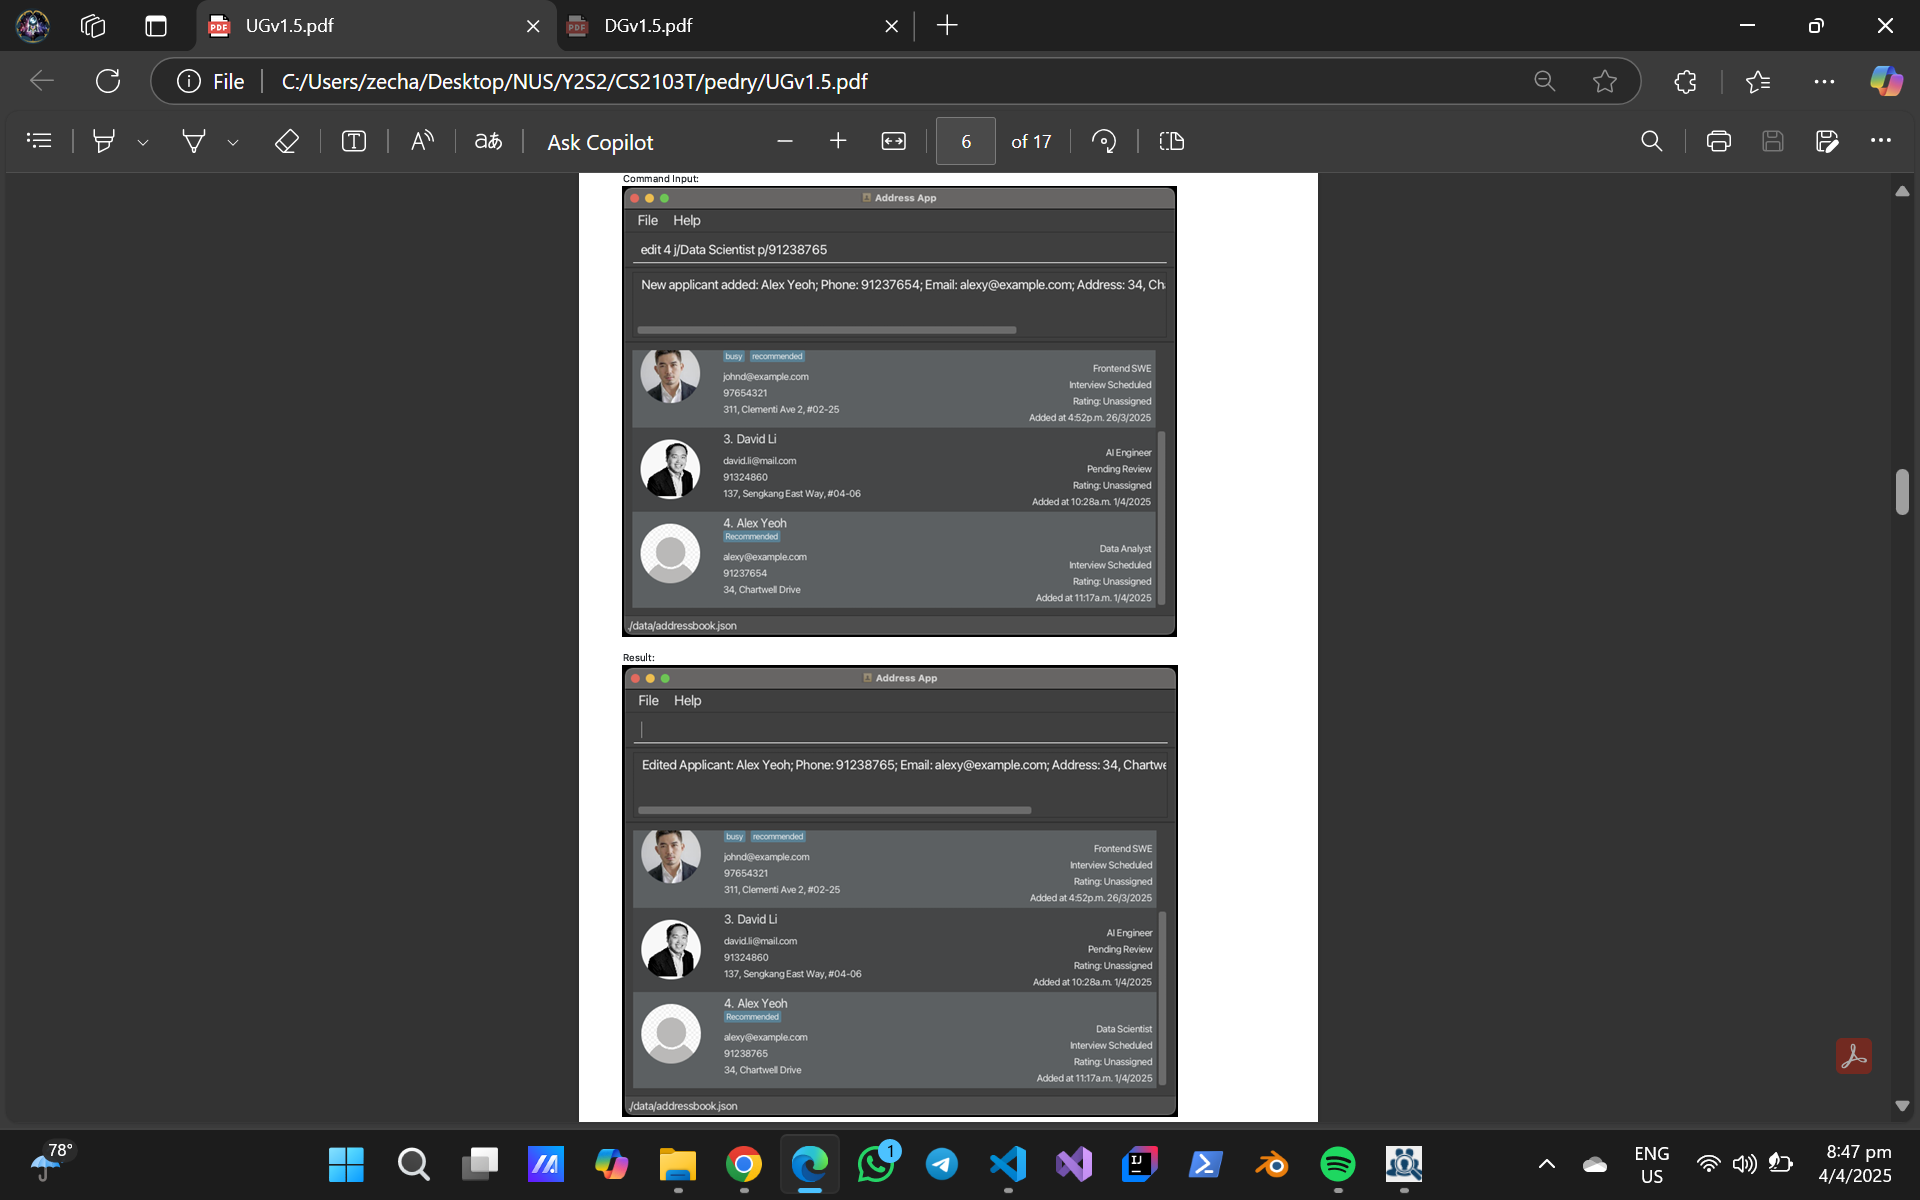 UGv1.5.pdf
DGv1.5.pdf
File
C:/Users/zecha/Desktop/NUS/Y2S2/CS2103T/pedry/UGv1.5.pdf
Ask Copilot
6
of 17
Command Input:
Address App
File Help
edit 4 j/Data Scientist p/91238765
New applicant added: Alex Yeoh; Phone: 91237654; Email: alexy@example.com; Address: 34, Ch
busy recommended
johnd@example.com
97654321
311, Clementi Ave 2, #02-25
Frontend SWE
Interview Scheduled
Rating: Unassigned
Added at 4:52p.m. 26/3/2025
3. David Li
david.li@mail.com
91324860
137, Sengkang East Way, #04-06
AI Engineer
Pending Review
Rating: Unassigned
Added at 10:28a.m. 1/4/2025
4. Alex Yeoh
Recommended
alexy@example.com
91237654
34, Chartwell Drive
Data Analyst
Interview Scheduled
Rating: Unassigned
Added at 11:17a.m. 1/4/2025
./data/addressbook.json
Result:
Address App
File Help
Edited Applicant: Alex Yeoh; Phone: 91238765; Email: alexy@example.com; Address: 34, Chartwe
busy recommended
johnd@example.com
97654321
311, Clementi Ave 2, #02-25
Frontend SWE
Interview Scheduled
Rating: Unassigned
Added at 4:52p.m. 26/3/2025
3. David Li
david.li@mail.com
91324860
137, Sengkang East Way, #04-06
AI Engineer
Pending Review
Rating: Unassigned
Added at 10:28a.m. 1/4/2025
4. Alex Yeoh
Recommended
alexy@example.com
91238765
34, Chartwell Drive
Data Scientist
Interview Scheduled
Rating: Unassigned
Added at 11:17a.m. 1/4/2025
./data/addressbook.json
78°
1
ENG
US
8:47 pm
4/4/2025